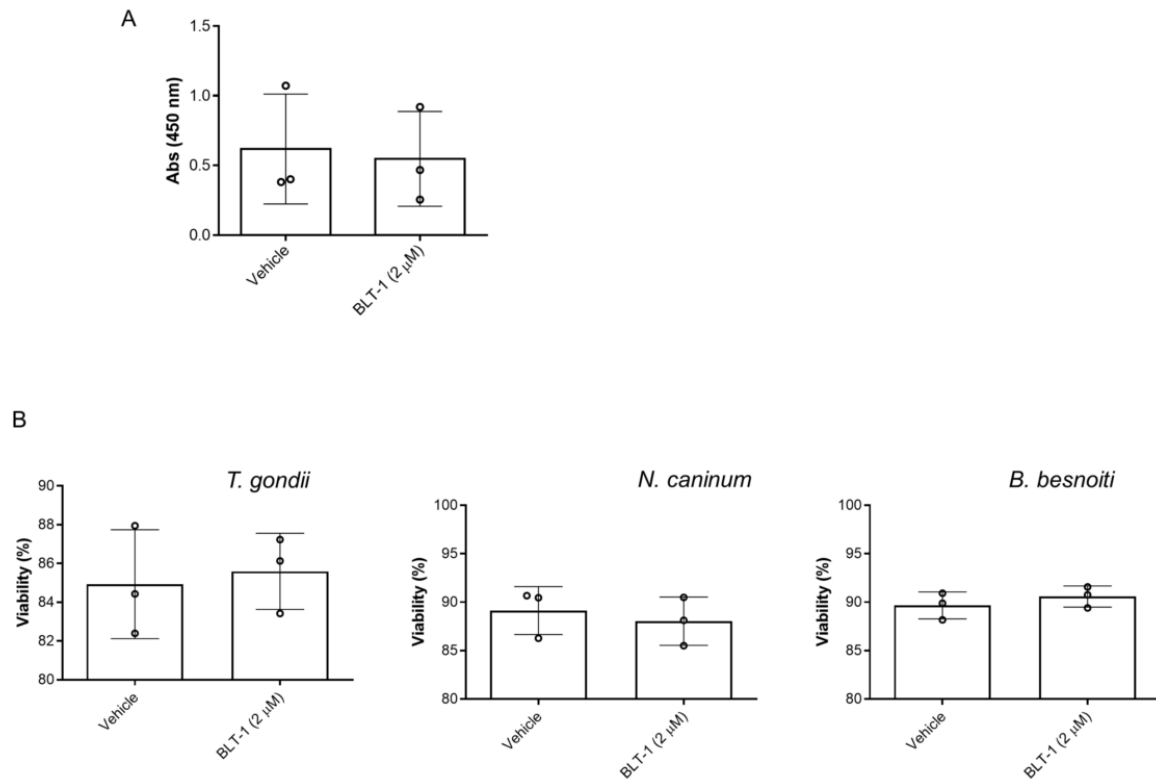 A
1.5
1.0
0.5
0.0
Abs (450 nm)
Vehicle
BLT-1 (2 μM)
B
T. gondii
90
88
86
84
82
80
Viability (%)
Vehicle
BLT-1 (2 μM)
N. caninum
100
95
90
85
80
Viability (%)
Vehicle
BLT-1 (2 μM)
B. besnoiti
100
95
90
85
80
Viability (%)
Vehicle
BLT-1 (2 μM)